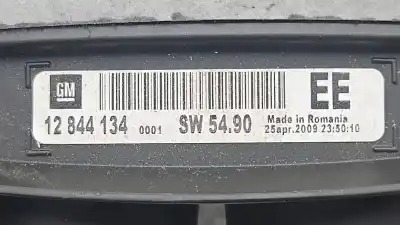 GM
EE
12 844 134 0001 SW 54.90
Made in Romania
25apr.2009 23:50:10